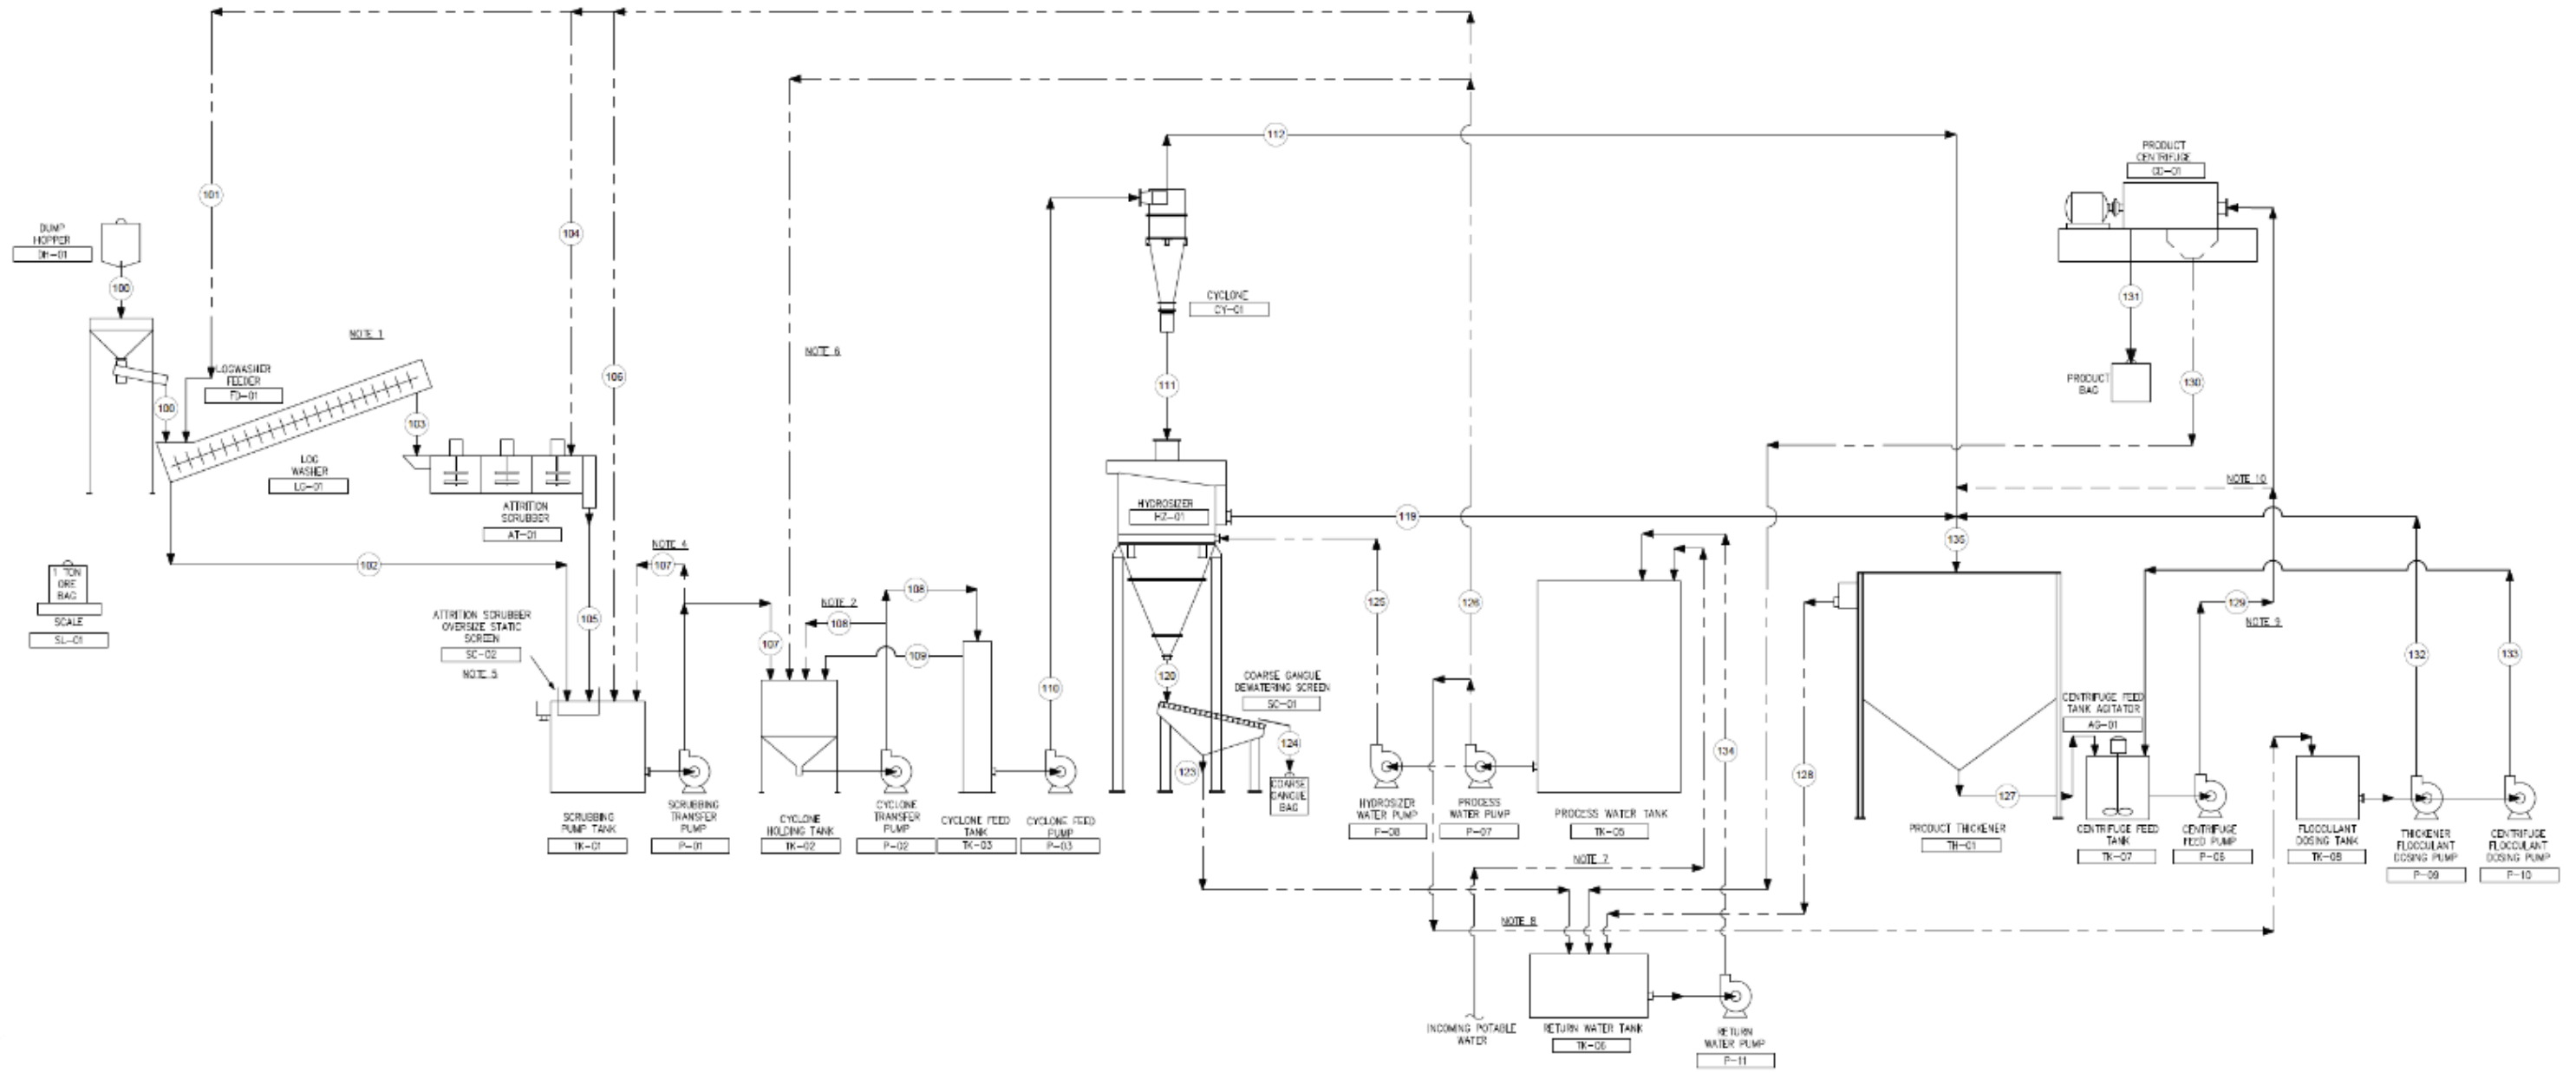 112
PRODUCT
CENTRIFUGE
CD-01
101
DUMP
HOPPER
DH-01
104
100
131
CYCLONE
CY-01
NOTE 1
NOTE 6
LOGWASHER
FEEDER
FD-01
106
111
PRODUCT
BAG
130
100
103
LOG
WASHER
LG-01
NOTE 10
ATTRITION
SCRUBBER
AT-01
HYDROSIZER
HZ-01
119
135
NOTE 4
102
107
1 TON
ORE
BAG
SCALE
SL-01
108
NOTE 2
108
125
126
129
NOTE 9
ATTRITION SCRUBBER
OVERSIZE STATIC
SCREEN
SC-02
NOTE 5
105
107
109
132
133
110
120
COARSE GANGUE
DEWATERING SCREEN
SC-01
CENTRIFUGE FEED
TANK AGITATOR
AG-01
124
134
123
128
COARSE
GANGUE
BAG
127
SCRUBBING
PUMP TANK
TK-01
SCRUBBING
TRANSFER
PUMP
P-01
CYCLONE
HOLDING TANK
TK-02
CYCLONE
TRANSFER
PUMP
P-02
CYCLONE FEED
TANK
TK-03
CYCLONE FEED
PUMP
P-03
HYDROSIZER
WATER PUMP
P-08
PROCESS
WATER PUMP
P-07
PROCESS WATER TANK
TK-05
PRODUCT THICKENER
TH-01
CENTRIFUGE FEED
TANK
TK-07
CENTRIFUGE
FEED PUMP
P-06
FLOCCULANT
DOSING TANK
TK-08
THICKENER
FLOCCULANT
DOSING PUMP
P-09
CENTRIFUGE
FLOCCULANT
DOSING PUMP
P-10
NOTE 7
NOTE 8
INCOMING POTABLE
WATER
RETURN WATER TANK
TK-06
RETURN
WATER PUMP
P-11